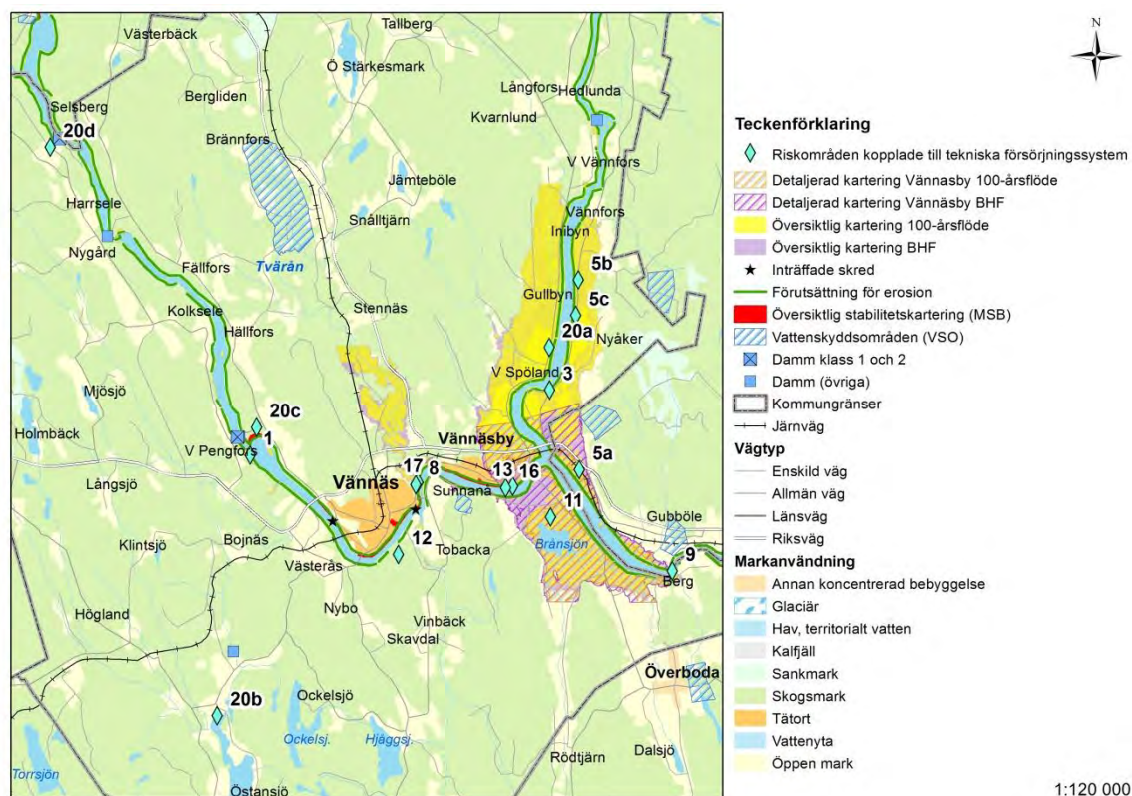 Västerbäck
Tallberg
Ö Stärkesmark
Bergliden
Långfors
Hedlunda
Kvarnlund
Selsberg
20d
Brännfors
Jämteböle
V Vännfors
Harrsele
Snålltjärn
Vännfors
Inibyn
Nygård
Fällfors
Tvärån
5b
Kolksele
Stennäs
Gullbyn
5c
Hällfors
20a
Nyåker
Mjösjö
V Spöland
3
20c
Holmbäck
1
Vännäsby
V Pengfors
5a
Långsjö
Vännäs
17
8
13
16
Sunnanå
11
Gubböle
Klintsjö
Bojnäs
12
Tobacka
Brånsjön
9
Västerås
Berg
Högland
Nybo
Vinbäck
Skavdal
Överboda
20b
Ockelsjö
Ockelsj.
Hjåggsj.
Rödtjärn
Dalsjö
Torrsjön
Östansjö
N
Teckenförklaring
Riskområden kopplade till tekniska försörjningssystem
Detaljerad kartering Vännasby 100-årsflöde
Detaljerad kartering Vännäsby BHF
Översiktlig kartering 100-årsflöde
Översiktlig kartering BHF
Inträffade skred
Förutsättning för erosion
Översiktlig stabilitetskartering (MSB)
Vattenskyddsområden (VSO)
Damm klass 1 och 2
Damm (övriga)
Kommungränser
Järnväg
Vägtyp
Enskild väg
Allmän väg
Länsväg
Riksväg
Markanvändning
Annan koncentrerad bebyggelse
Glaciär
Hav, territorialt vatten
Kalfjäll
Sankmark
Skogsmark
Tätort
Vattenyta
Öppen mark
1:120 000